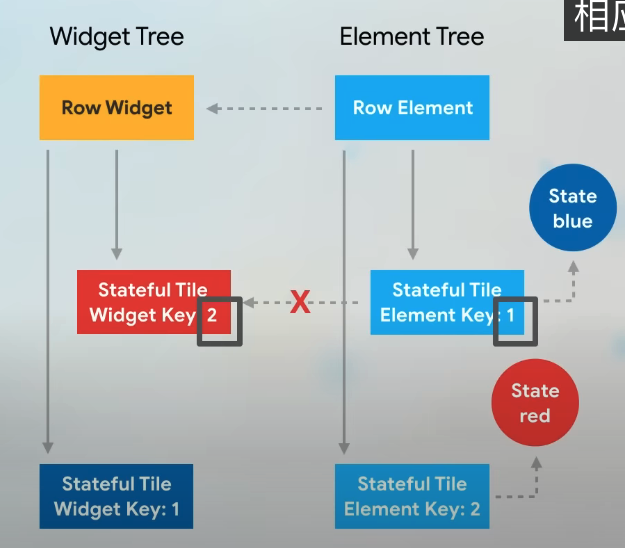 相应
Widget Tree
Element Tree
Row Widget
Row Element
State
blue
Stateful Tile
Widget Key: 2
X
Stateful Tile
Element Key: 1
State
red
Stateful Tile
Widget Key: 1
Stateful Tile
Element Key: 2